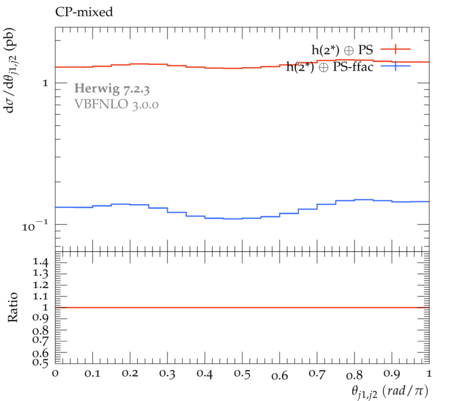 CP-mixed
h(2*) ⊕ PS
h(2*) ⊕ PS-ffac
Herwig 7.2.3
VBFNLO 3.0.0
dσ/dθj1,j2 (pb)
1
10⁻¹
Ratio
1.4
1.3
1.2
1.1
1
0.9
0.8
0.7
0.6
0.5
0 0.1 0.2 0.3 0.4 0.5 0.6 0.7 0.8 0.9 1
θj1,j2 (rad/π)